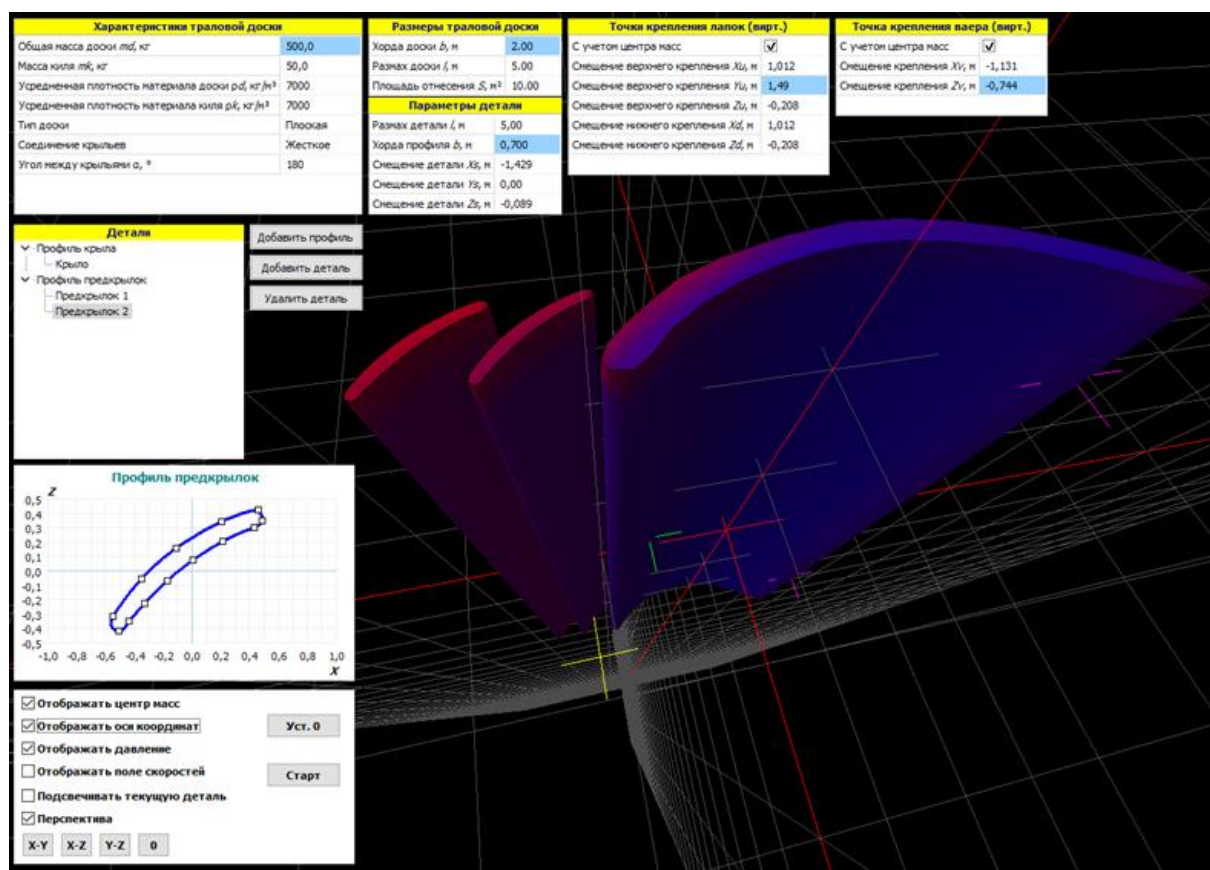 Характеристики траловой доски
Общая масса доски md, кг 500,0
Масса киля mk, кг 50,0
Усредненная плотность материала доски ρd, кг/м³ 7000
Усредненная плотность материала киля ρk, кг/м³ 7000
Тип доски Плоская
Соединение крыльев Жесткое
Угол между крыльями α, ° 180
Размеры траловой доски
Хорда доски b, м 2.00
Размах доски l, м 5.00
Площадь отнесения S, м² 10.00
Параметры детали
Размах детали l, м 5,00
Хорда профиля b, м 0,700
Смещение детали Xs, м -1,429
Смещение детали Ys, м 0,00
Смещение детали Zs, м -0,089
Точки крепления лапок (вирт.)
С учетом центра масс
Смещение верхнего крепления Xu, м 1,012
Смещение верхнего крепления Yu, м 1,49
Смещение верхнего крепления Zu, м -0,208
Смещение нижнего крепления Xd, м 1,012
Смещение нижнего крепления Zd, м -0,208
Точка крепления ваера (вирт.)
С учетом центра масс
Смещение крепления Xv, м -1,131
Смещение крепления Zv, м -0,744
Детали
Профиль крыла
Крыло
Профиль предкрылок
Предкрылок 1
Предкрылок 2
Добавить профиль
Добавить деталь
Удалить деталь
Профиль предкрылок
Z
0,5
0,4
0,3
0,2
0,1
0,0
-0,1
-0,2
-0,3
-0,4
-0,5
-1,0 -0,8 -0,6 -0,4 -0,2 0,0 0,2 0,4 0,6 0,8 1,0
X
Отображать центр масс
Отображать оси координат
Отображать давление
Отображать поле скоростей
Подсвечивать текущую деталь
Перспектива
Уст. 0
Старт
X-Y X-Z Y-Z 0